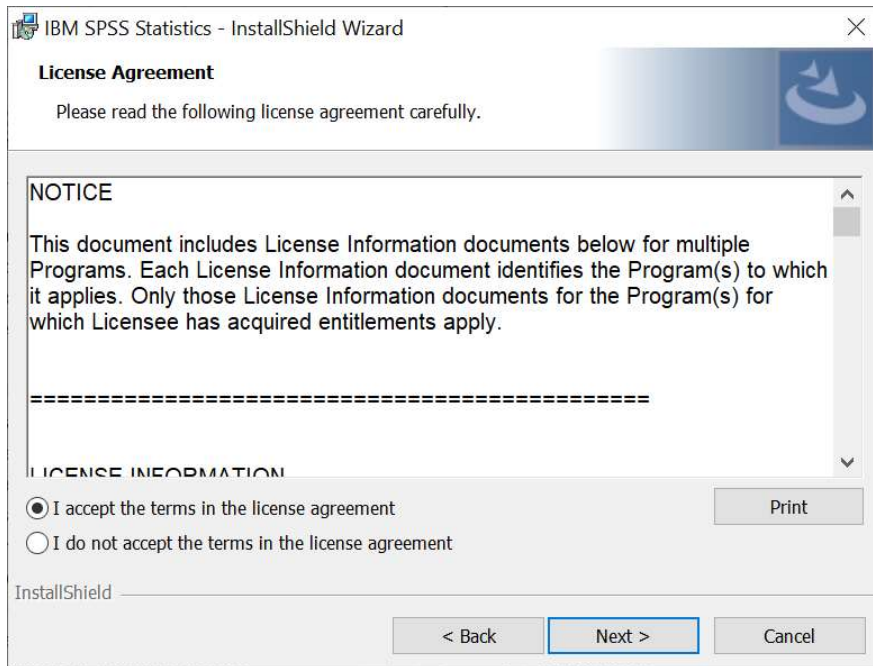 IBM SPSS Statistics - InstallShield Wizard
License Agreement
Please read the following license agreement carefully.
NOTICE
This document includes License Information documents below for multiple
Programs. Each License Information document identifies the Program(s) to which
it applies. Only those License Information documents for the Program(s) for
which Licensee has acquired entitlements apply.
==============================================
LICENSE INFORMATION
I accept the terms in the license agreement
Print
I do not accept the terms in the license agreement
InstallShield
< Back
Next >
Cancel